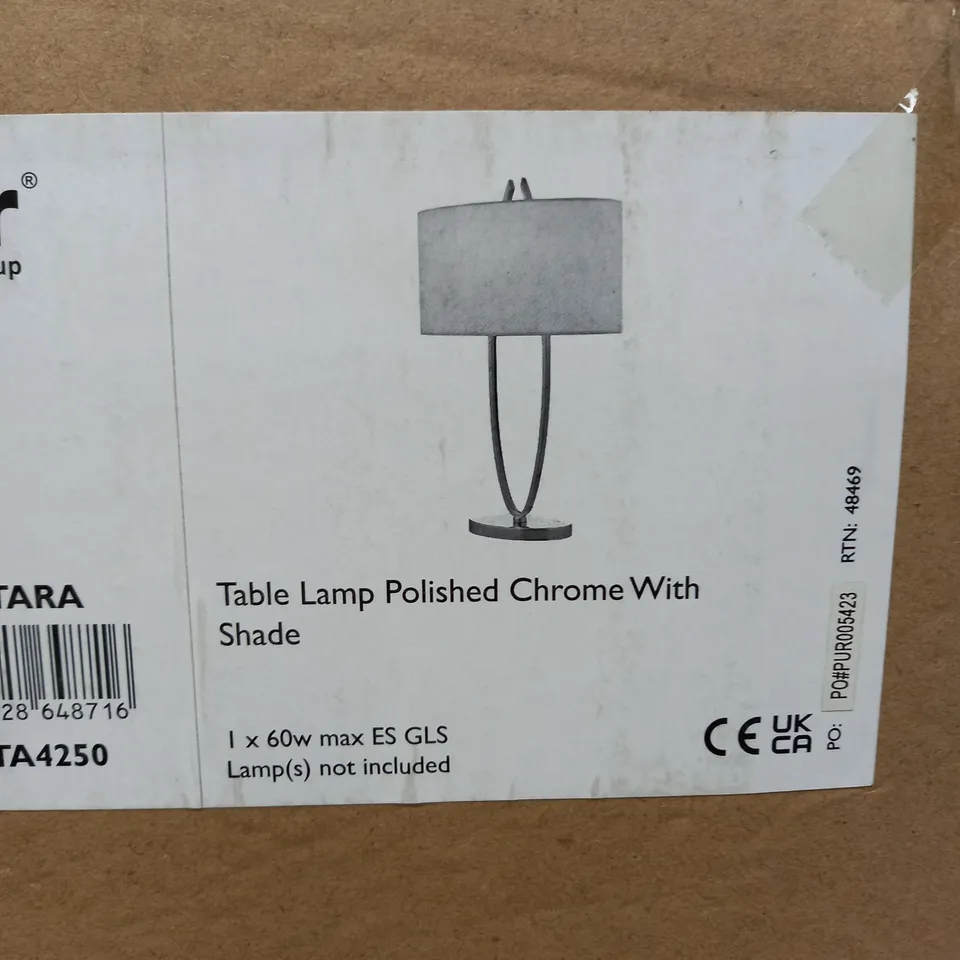 r®
up
TARA
28 648716
TA4250
Table Lamp Polished Chrome With
Shade
1 x 60w max ES GLS
Lamp(s) not included
CE UK
CA
PO: PO#PUR005423 RTN: 48469